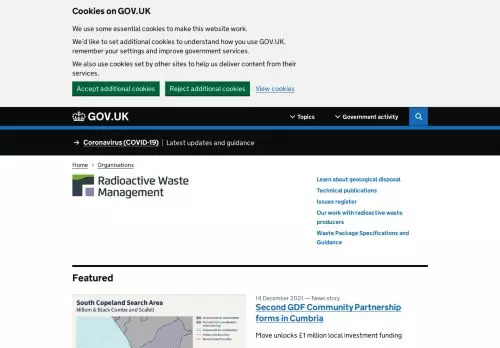 Cookies on GOV.UK
We use some essential cookies to make this website work.
We'd like to set additional cookies to understand how you use GOV.UK,
remember your settings and improve government services.
We also use cookies set by other sites to help us deliver content from their
services.
Accept additional cookies
Reject additional cookies
View cookies
GOV.UK
Topics
Government activity
Coronavirus (COVID-19)
Latest updates and guidance
Home > Organisations
Radioactive Waste
Management
Learn about geological disposal
Technical publications
Issues register
Our work with radioactive waste
producers
Waste Package Specifications and
Guidance
Featured
South Copeland Search Area
Millom & Black Combe and Scafell
14 December 2021 — News story
Second GDF Community Partnership
forms in Cumbria
Move unlocks £1 million local investment funding